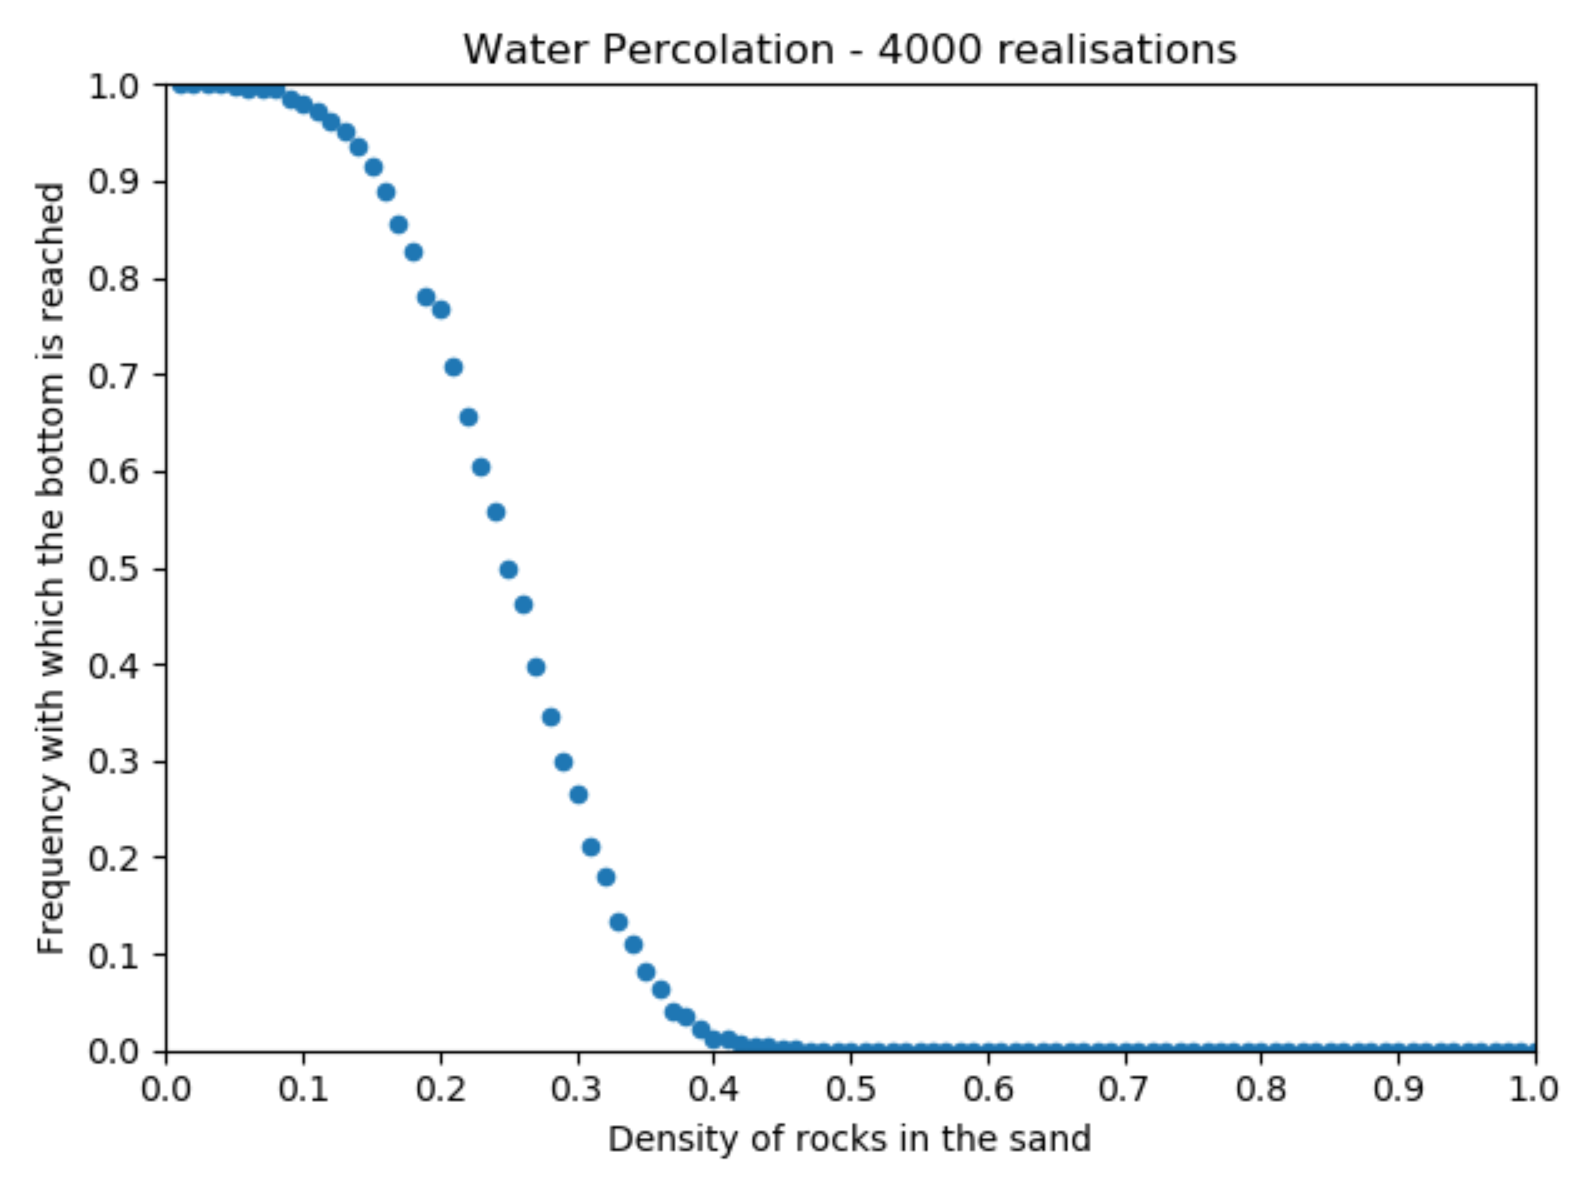 Water Percolation - 4000 realisations
1.0
0.9
0.8
0.7
0.6
0.5
0.4
0.3
0.2
0.1
0.0
Frequency with which the bottom is reached
0.0 0.1 0.2 0.3 0.4 0.5 0.6 0.7 0.8 0.9 1.0
Density of rocks in the sand